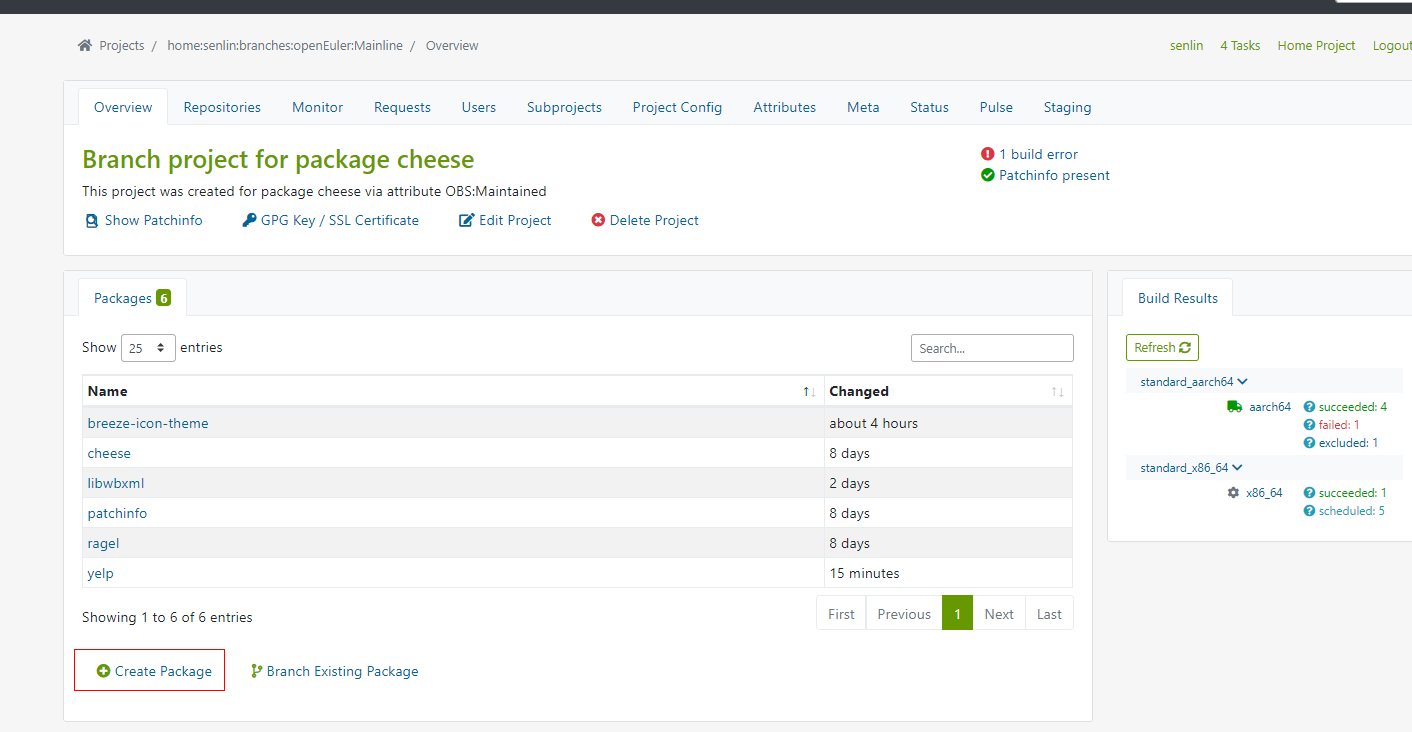 Projects / home:senlin:branches:openEuler:Mainline / Overview
senlin 4 Tasks Home Project Logout
Overview Repositories Monitor Requests Users Subprojects Project Config Attributes Meta Status Pulse Staging
Branch project for package cheese
This project was created for package cheese via attribute OBS:Maintained
Show Patchinfo GPG Key / SSL Certificate Edit Project Delete Project
1 build error
Patchinfo present
Packages 6
Show 25 entries
Search...
Name Changed
breeze-icon-theme about 4 hours
cheese 8 days
libwbxml 2 days
patchinfo 8 days
ragel 8 days
yelp 15 minutes
Showing 1 to 6 of 6 entries
First Previous 1 Next Last
Create Package Branch Existing Package
Build Results
Refresh
standard_aarch64
aarch64 succeeded: 4
failed: 1
excluded: 1
standard_x86_64
x86_64 succeeded: 1
scheduled: 5